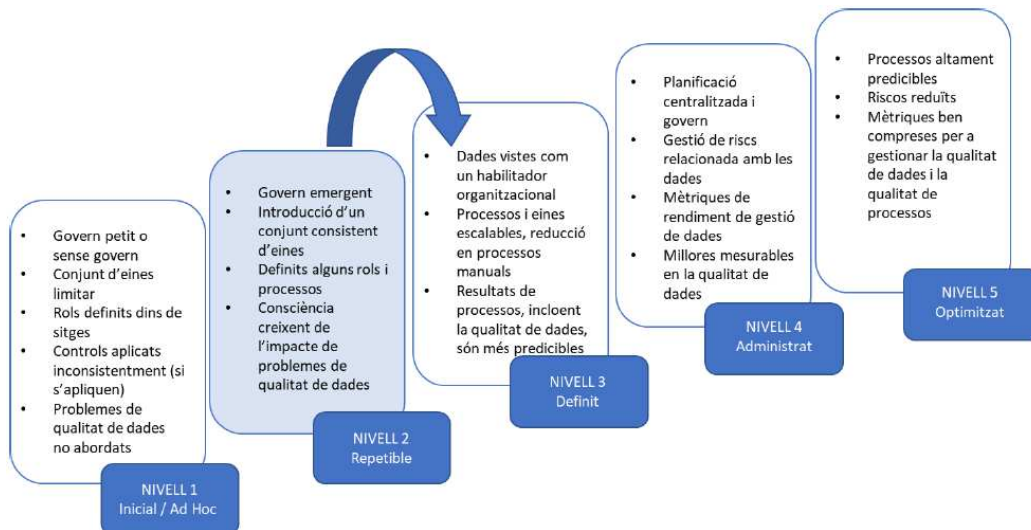 • Govern petit o
sense govern
• Conjunt d'eines
limitar
• Rols definits dins de
sitges
• Controls aplicats
inconsistentment (si
s'apliquen)
• Problemes de
qualitat de dades
no abordats
NIVELL 1
Inicial / Ad Hoc
• Govern emergent
• Introducció d'un
conjunt consistent
d'eines
• Definits alguns rols i
processos
• Consciència
creixent de
l'impacte de
problemes de
qualitat de dades
NIVELL 2
Repetible
• Dades vistes com
un habilitador
organitzacional
• Processos i eines
escalables, reducció
en processos
manuals
• Resultats de
processos, incloent
la qualitat de dades,
són més predicibles
NIVELL 3
Definit
• Planificació
centralitzada i
govern
• Gestió de riscs
relacionada amb les
dades
• Mètriques de
rendiment de gestió
de dades
• Millores mesurables
en la qualitat de
dades
NIVELL 4
Administrat
• Processos altament
predicibles
• Riscos reduïts
• Mètriques ben
compreses per a
gestionar la qualitat
de dades i la
qualitat de
processos
NIVELL 5
Optimitzat